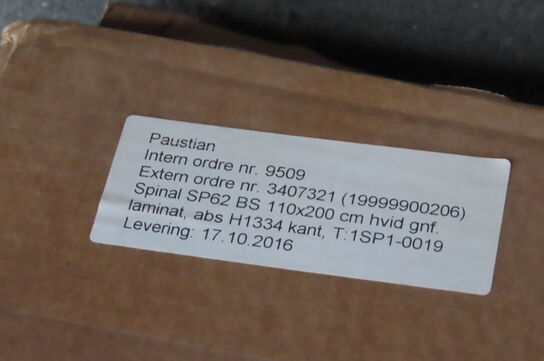 Paustian
Intern ordre nr. 9509
Extern ordre nr. 3407321 (19999900206)
Spinal SP62 BS 110x200 cm hvid gnf.
laminat, abs H1334 kant, T:1SP1-0019
Levering: 17.10.2016